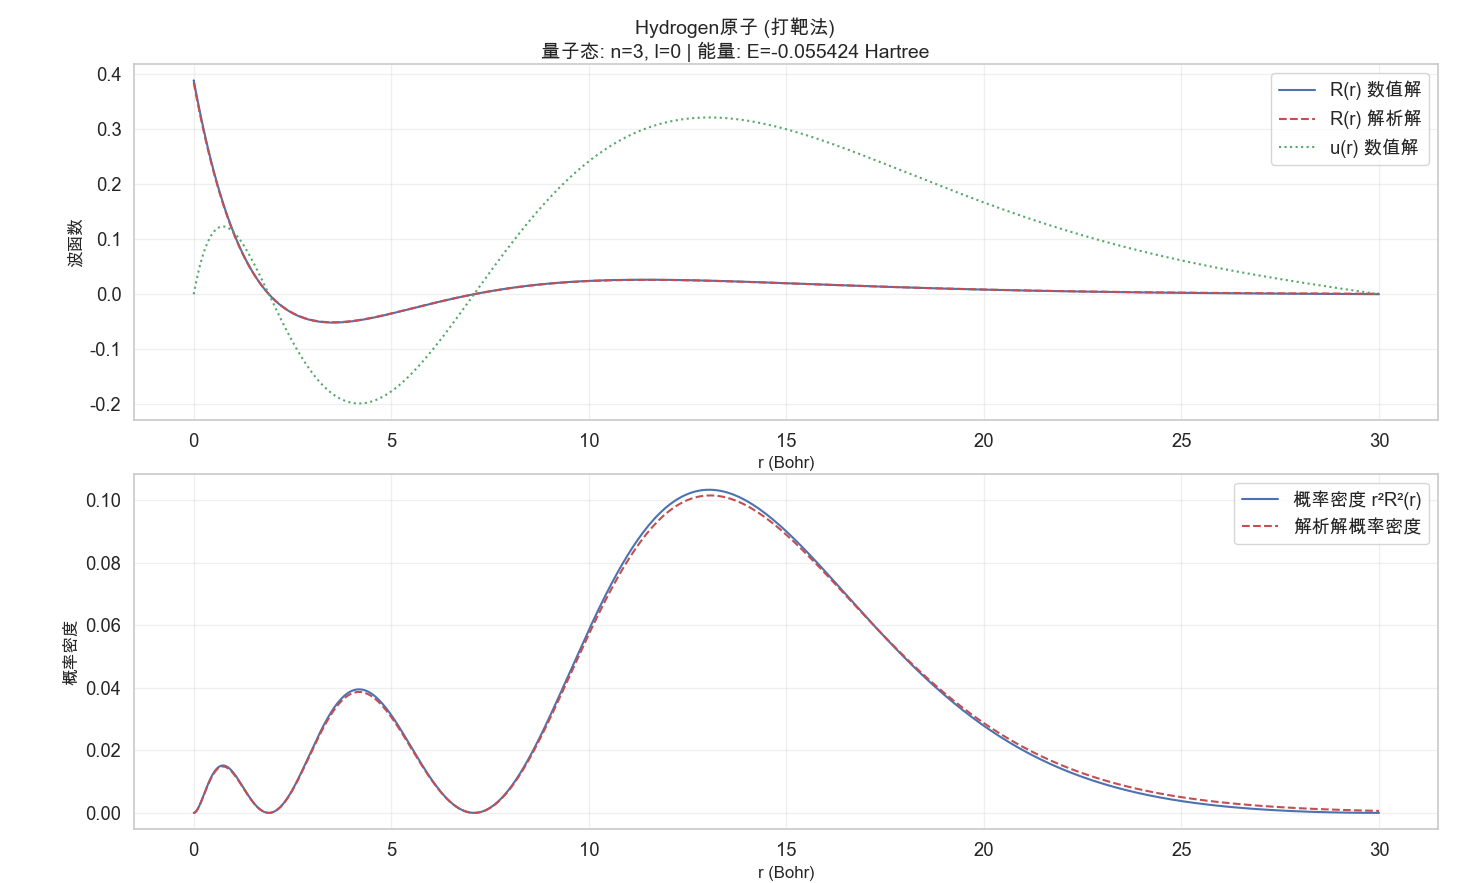 Hydrogen原子 (打靶法)
量子态: n=3, l=0 | 能量: E=-0.055424 Hartree
0.4
0.3
0.2
0.1
0.0
-0.1
-0.2
波函数
R(r) 数值解
R(r) 解析解
u(r) 数值解
0 5 10 15 20 25 30
r (Bohr)
0.10
0.08
0.06
0.04
0.02
0.00
概率密度
概率密度 r²R²(r)
解析解概率密度
0 5 10 15 20 25 30
r (Bohr)